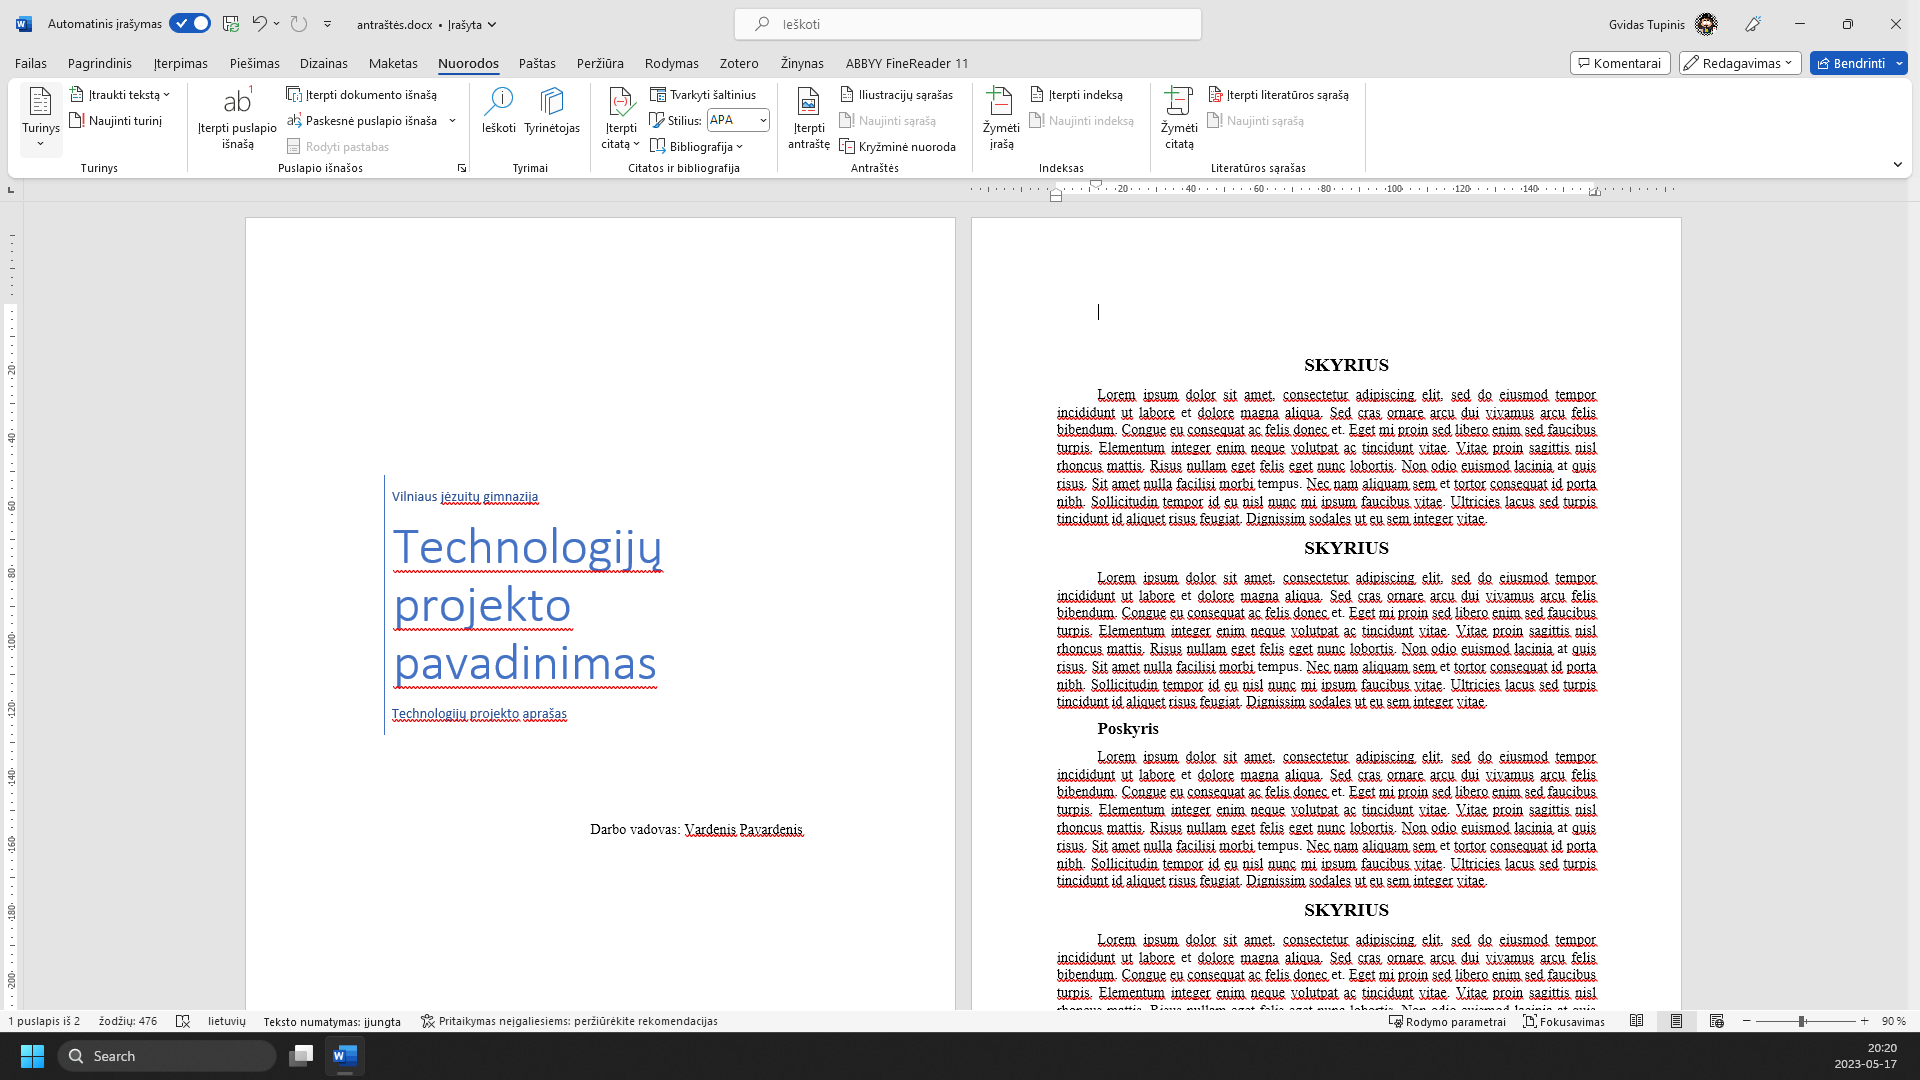 Automatinis įrašymas
antraštės.docx • Įrašyta
Ieškoti
Gvidas Tupinis
Failas Pagrindinis Įterpimas Piešimas Dizainas Maketas Nuorodos Paštas Peržiūra Rodymas Zotero Žinynas ABBYY FineReader 11
Komentarai Redagavimas Bendrinti
Turinys
Įtraukti tekstą
Naujinti turinį
Turinys
Įterpti puslapio išnašą
Įterpti dokumento išnašą
Paskesnė puslapio išnaša
Rodyti pastabas
Puslapio išnašos
Ieškoti Tyrinėtojas
Tyrimai
Įterpti citatą
Tvarkyti šaltinius
Stilius: APA
Bibliografija
Citatos ir bibliografija
Įterpti antraštę
Iliustracijų sąrašas
Naujinti sąrašą
Kryžminė nuoroda
Antraštės
Žymėti įrašą
Įterpti indeksą
Naujinti indeksą
Indeksas
Žymėti citatą
Įterpti literatūros sąrašą
Naujinti sąrašą
Literatūros sąrašas
20 40 60 80 100 120 140
20
40
60
80
100
120
140
160
180
200
Vilniaus jėzuitų gimnazija
Technologijų
projekto
pavadinimas
Technologijų projekto aprašas
Darbo vadovas: Vardenis Pavardenis
SKYRIUS
Lorem ipsum dolor sit amet, consectetur adipiscing elit, sed do eiusmod tempor
incididunt ut labore et dolore magna aliqua. Sed cras ornare arcu dui vivamus arcu felis
bibendum. Congue eu consequat ac felis donec et. Eget mi proin sed libero enim sed faucibus
turpis. Elementum integer enim neque volutpat ac tincidunt vitae. Vitae proin sagittis nisl
rhoncus mattis. Risus nullam eget felis eget nunc lobortis. Non odio euismod lacinia at quis
risus. Sit amet nulla facilisi morbi tempus. Nec nam aliquam sem et tortor consequat id porta
nibh. Sollicitudin tempor id eu nisl nunc mi ipsum faucibus vitae. Ultricies lacus sed turpis
tincidunt id aliquet risus feugiat. Dignissim sodales ut eu sem integer vitae.
SKYRIUS
Lorem ipsum dolor sit amet, consectetur adipiscing elit, sed do eiusmod tempor
incididunt ut labore et dolore magna aliqua. Sed cras ornare arcu dui vivamus arcu felis
bibendum. Congue eu consequat ac felis donec et. Eget mi proin sed libero enim sed faucibus
turpis. Elementum integer enim neque volutpat ac tincidunt vitae. Vitae proin sagittis nisl
rhoncus mattis. Risus nullam eget felis eget nunc lobortis. Non odio euismod lacinia at quis
risus. Sit amet nulla facilisi morbi tempus. Nec nam aliquam sem et tortor consequat id porta
nibh. Sollicitudin tempor id eu nisl nunc mi ipsum faucibus vitae. Ultricies lacus sed turpis
tincidunt id aliquet risus feugiat. Dignissim sodales ut eu sem integer vitae.
Poskyris
Lorem ipsum dolor sit amet, consectetur adipiscing elit, sed do eiusmod tempor
incididunt ut labore et dolore magna aliqua. Sed cras ornare arcu dui vivamus arcu felis
bibendum. Congue eu consequat ac felis donec et. Eget mi proin sed libero enim sed faucibus
turpis. Elementum integer enim neque volutpat ac tincidunt vitae. Vitae proin sagittis nisl
rhoncus mattis. Risus nullam eget felis eget nunc lobortis. Non odio euismod lacinia at quis
risus. Sit amet nulla facilisi morbi tempus. Nec nam aliquam sem et tortor consequat id porta
nibh. Sollicitudin tempor id eu nisl nunc mi ipsum faucibus vitae. Ultricies lacus sed turpis
tincidunt id aliquet risus feugiat. Dignissim sodales ut eu sem integer vitae.
SKYRIUS
Lorem ipsum dolor sit amet, consectetur adipiscing elit, sed do eiusmod tempor
incididunt ut labore et dolore magna aliqua. Sed cras ornare arcu dui vivamus arcu felis
bibendum. Congue eu consequat ac felis donec et. Eget mi proin sed libero enim sed faucibus
turpis. Elementum integer enim neque volutpat ac tincidunt vitae. Vitae proin sagittis nisl
1 puslapis iš 2 žodžių: 476 lietuvių Teksto numatymas: įjungta Pritaikymas neįgaliesiems: peržiūrėkite rekomendacijas Rodymo parametrai Fokusavimas 90 %
Search
20:20
2023-05-17